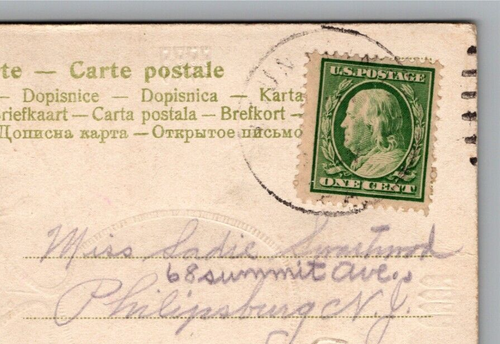 te — Carte postale
— Dopisnice — Dopisnica — Karta
riefkaart — Carta postala — Brefkort —
Дописна карта — Открытое письмо
U.S. POSTAGE
ONE CENT
Miss Sadie Swartwood
68 summit ave.
Philipsburg N.J.